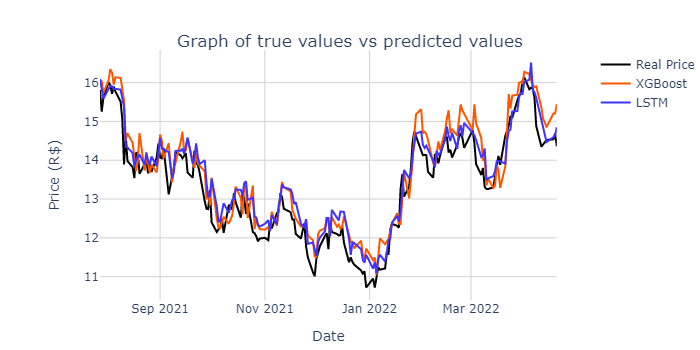 Graph of true values vs predicted values
Real Price
XGBoost
LSTM
Price (R$)
16
15
14
13
12
11
Sep 2021
Nov 2021
Jan 2022
Mar 2022
Date